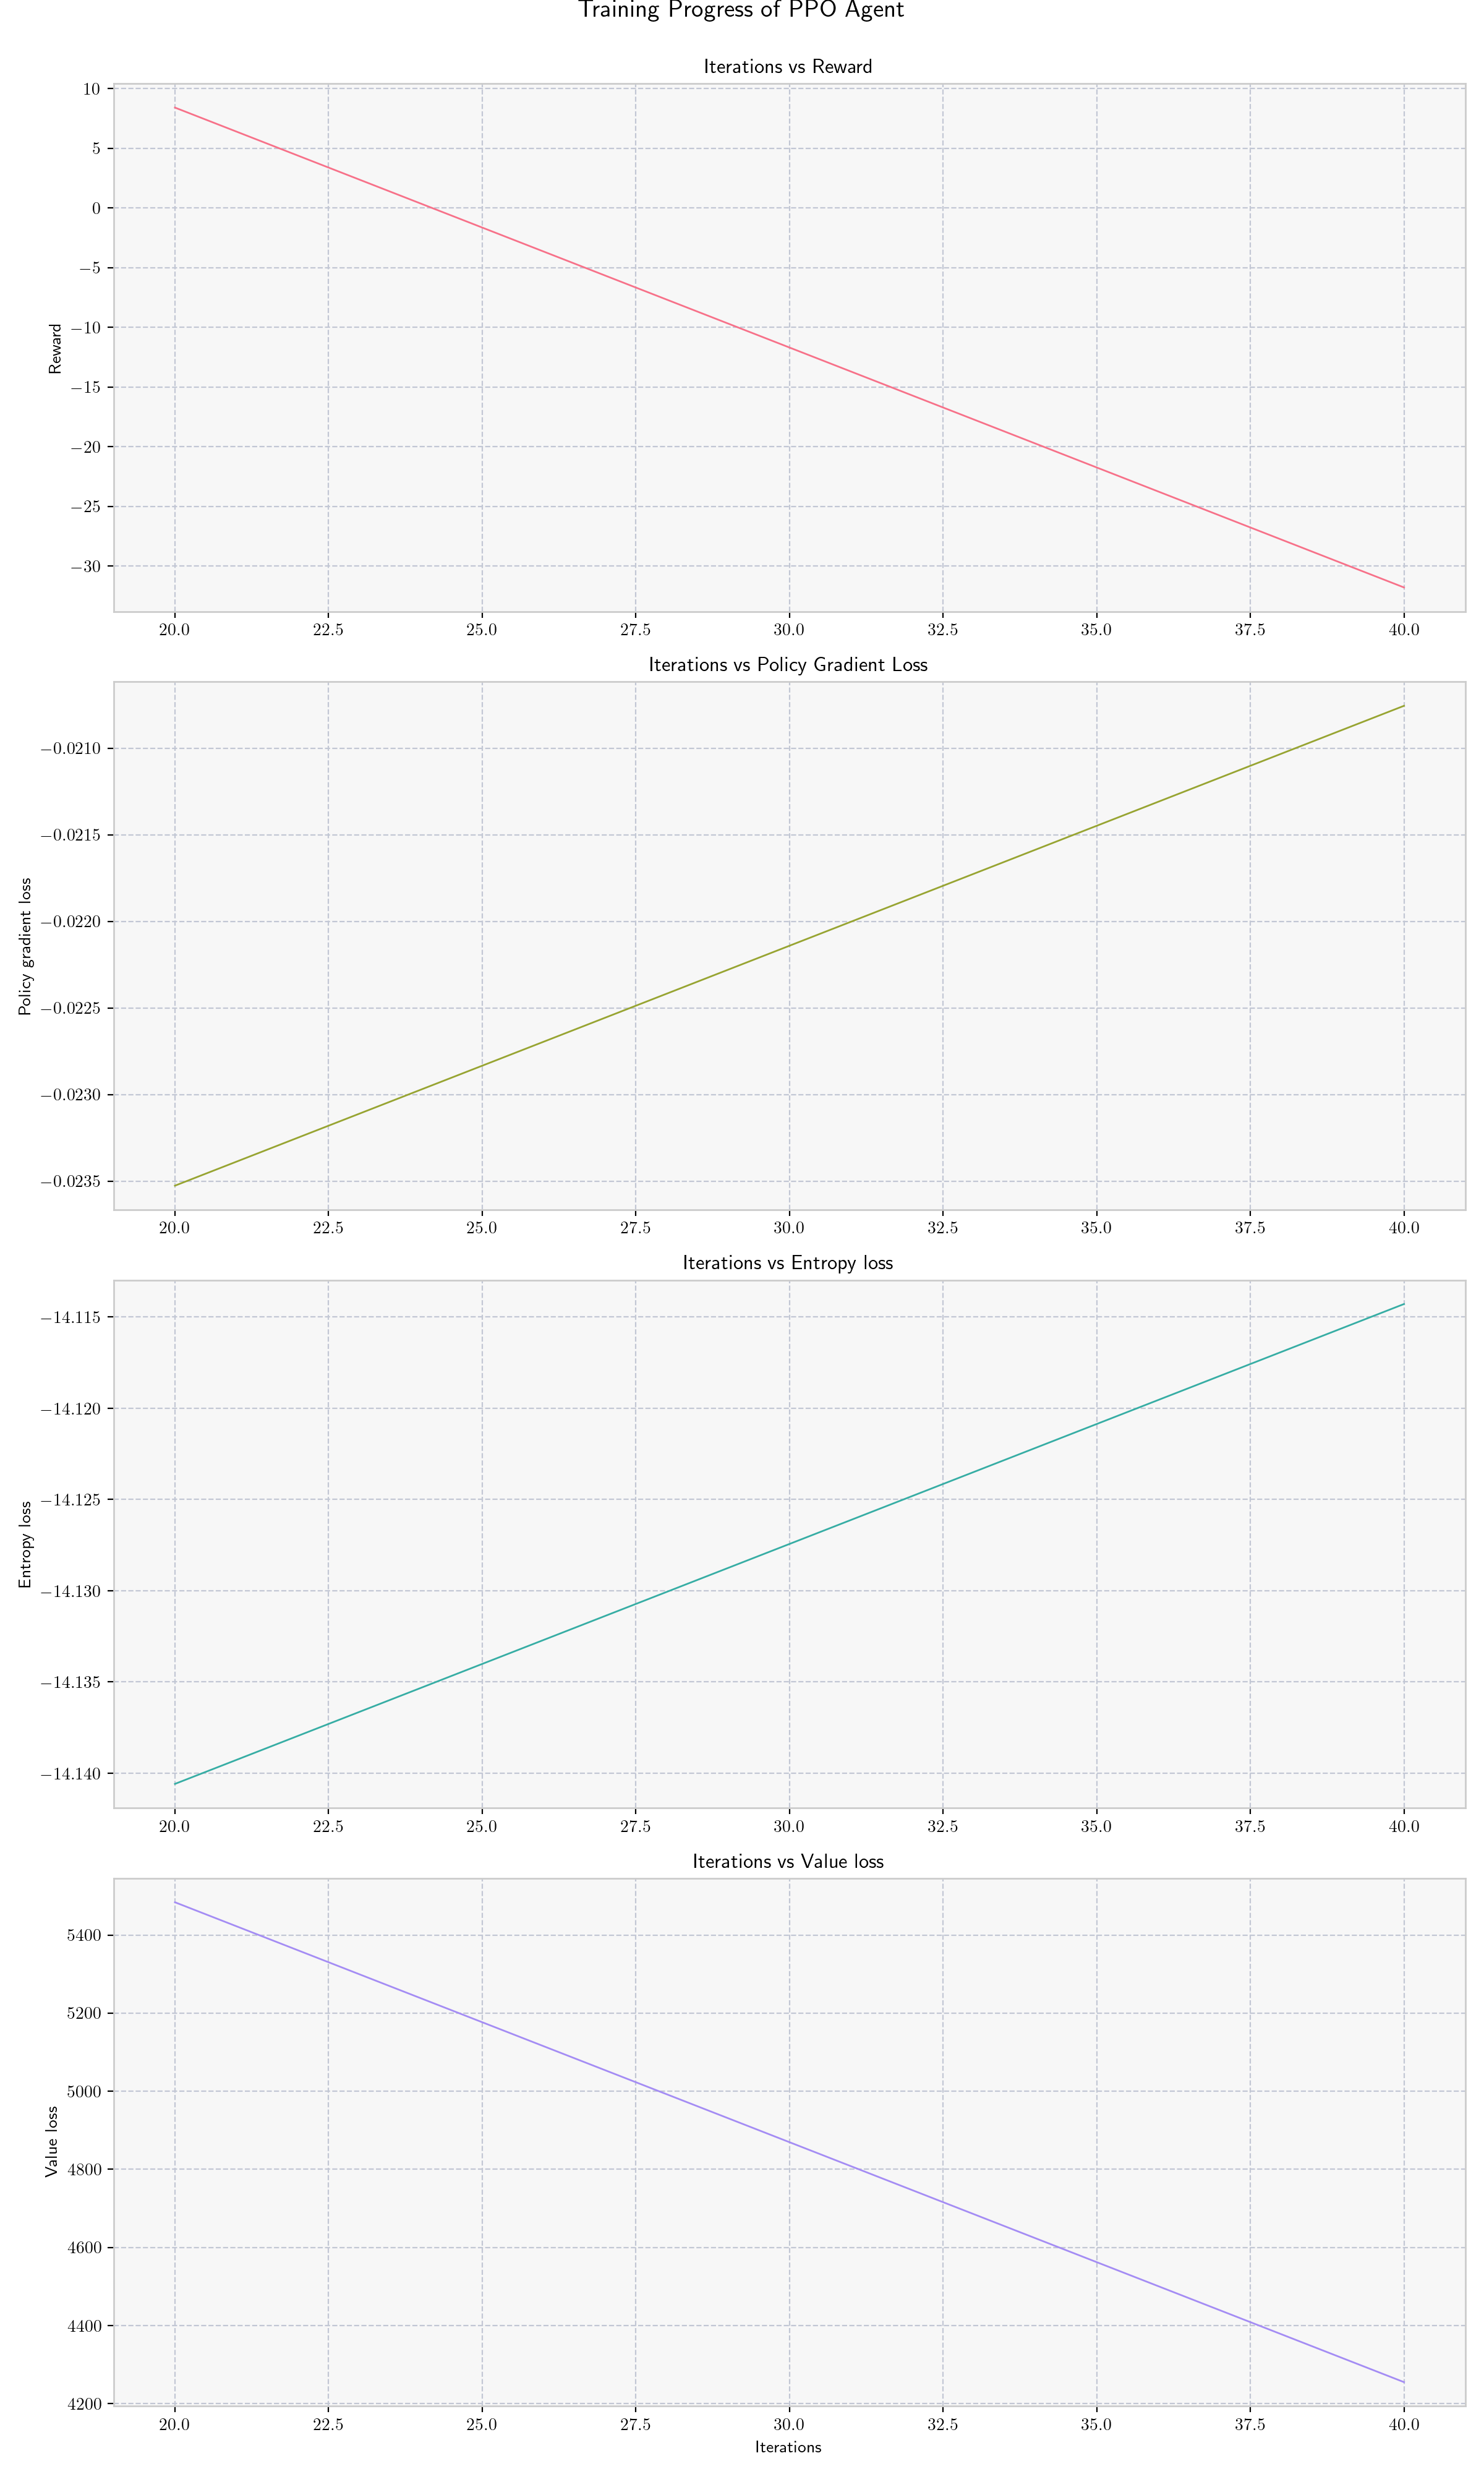 Training Progress of PPO Agent
Iterations vs Reward
10
5
0
−5
−10
−15
−20
−25
−30
Reward
20.0 22.5 25.0 27.5 30.0 32.5 35.0 37.5 40.0
Iterations vs Policy Gradient Loss
−0.0210
−0.0215
−0.0220
−0.0225
−0.0230
−0.0235
Policy gradient loss
20.0 22.5 25.0 27.5 30.0 32.5 35.0 37.5 40.0
Iterations vs Entropy loss
−14.115
−14.120
−14.125
−14.130
−14.135
−14.140
Entropy loss
20.0 22.5 25.0 27.5 30.0 32.5 35.0 37.5 40.0
Iterations vs Value loss
5400
5200
5000
4800
4600
4400
4200
Value loss
20.0 22.5 25.0 27.5 30.0 32.5 35.0 37.5 40.0
Iterations